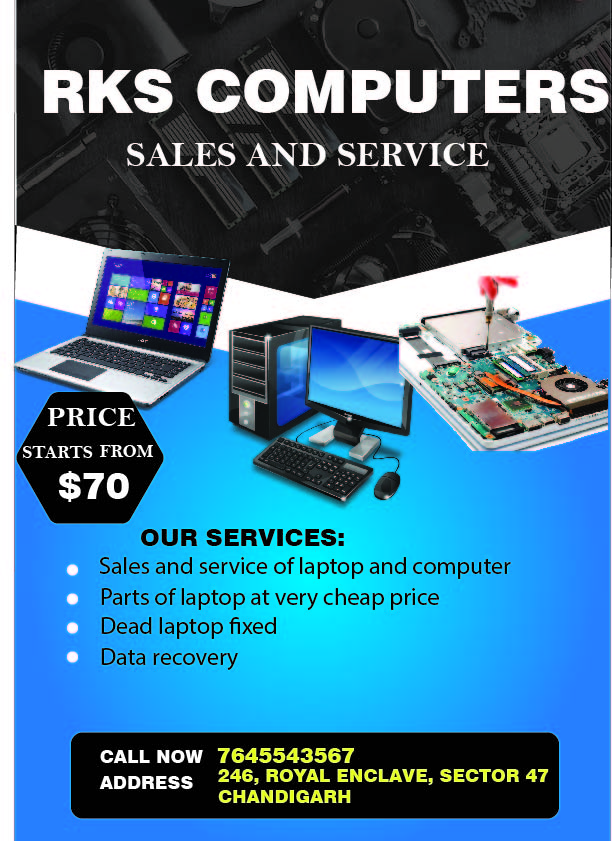 RKS COMPUTERS
SALES AND SERVICE
PRICE
STARTS FROM
$70
OUR SERVICES:
Sales and service of laptop and computer
Parts of laptop at very cheap price
Dead laptop fixed
Data recovery
CALL NOW 7645543567
ADDRESS 246, ROYAL ENCLAVE, SECTOR 47
CHANDIGARH